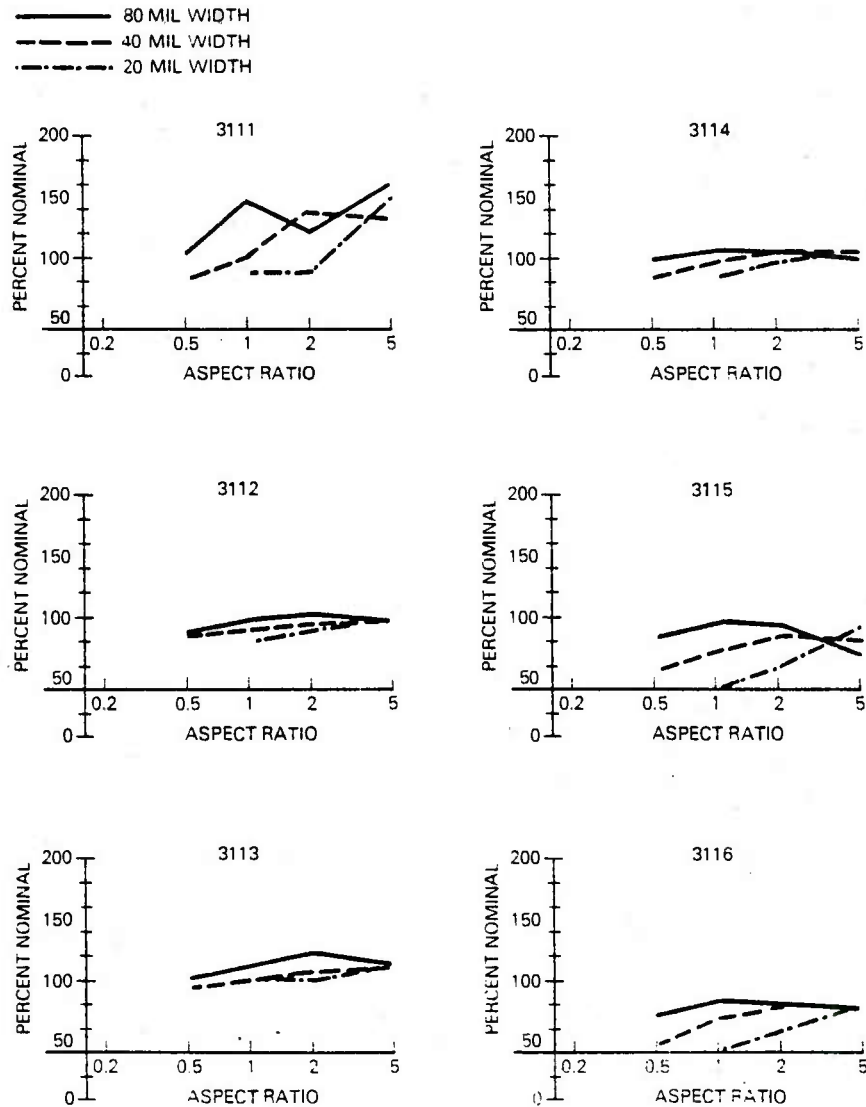 80 MIL WIDTH
40 MIL WIDTH
20 MIL WIDTH
3111
PERCENT NOMINAL
200
150
100
50
0
0.2 0.5 1 2 5
ASPECT RATIO
3114
PERCENT NOMINAL
200
150
100
50
0
0.2 0.5 1 2 5
ASPECT RATIO
3112
PERCENT NOMINAL
200
150
100
50
0
0.2 0.5 1 2 5
ASPECT RATIO
3115
PERCENT NOMINAL
200
150
100
50
0
0.2 0.5 1 2 5
ASPECT RATIO
3113
PERCENT NOMINAL
200
150
100
50
0
0.2 0.5 1 2 5
ASPECT RATIO
3116
PERCENT NOMINAL
200
150
100
50
0
0.2 0.5 1 2 5
ASPECT RATIO